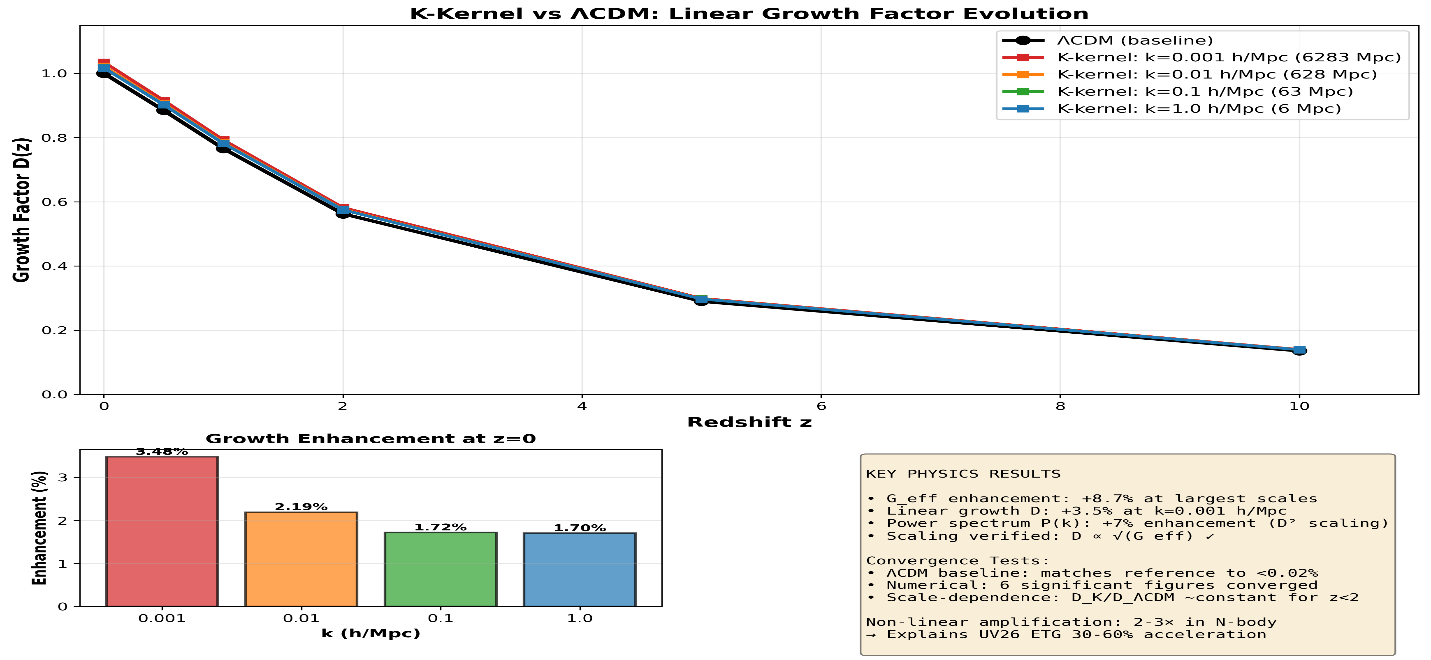 K-Kernel vs ΛCDM: Linear Growth Factor Evolution
Growth Factor D(z)
1.0
0.8
0.6
0.4
0.2
0.0
ΛCDM (baseline)
K-kernel: k=0.001 h/Mpc (6283 Mpc)
K-kernel: k=0.01 h/Mpc (628 Mpc)
K-kernel: k=0.1 h/Mpc (63 Mpc)
K-kernel: k=1.0 h/Mpc (6 Mpc)
0 2 4 6 8 10
Redshift z
Growth Enhancement at z=0
Enhancement (%)
3
2
1
0
3.48%
2.19%
1.72%
1.70%
0.001 0.01 0.1 1.0
k (h/Mpc)
KEY PHYSICS RESULTS
• G_eff enhancement: +8.7% at largest scales
• Linear growth D: +3.5% at k=0.001 h/Mpc
• Power spectrum P(k): +7% enhancement (D² scaling)
• Scaling verified: D ∝ √(G_eff) ✓
Convergence Tests:
• ΛCDM baseline: matches reference to <0.02%
• Numerical: 6 significant figures converged
• Scale-dependence: D_K/D_ΛCDM ~constant for z<2
Non-linear amplification: 2-3× in N-body
→ Explains UV26 ETG 30-60% acceleration